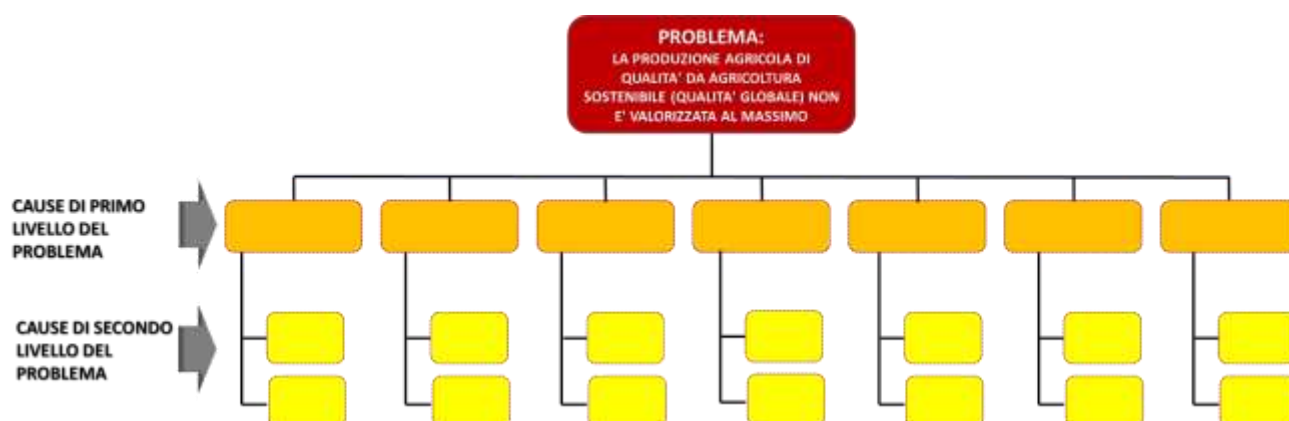 PROBLEMA:
LA PRODUZIONE AGRICOLA DI
QUALITA' DA AGRICOLTURA
SOSTENIBILE (QUALITA' GLOBALE) NON
E' VALORIZZATA AL MASSIMO
CAUSE DI PRIMO
LIVELLO DEL
PROBLEMA
CAUSE DI SECONDO
LIVELLO DEL
PROBLEMA